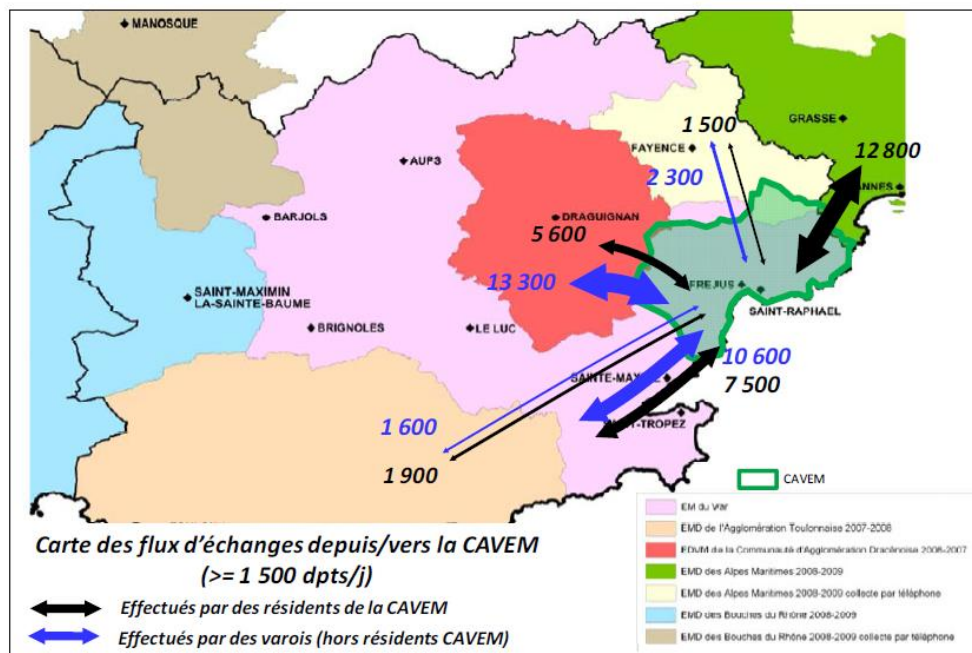 MANOSQUE
GRASSE
1 500
FAYENCE
12 800
AUPS
2 300
NNES
BARJOLS
DRAGUIGNAN
5 600
13 300
FREJUS
SAINT-MAXIMIN
LA-SAINTE-BAUME
SAINT-RAPHAEL
BRIGNOLES
LE LUC
10 600
SAINTE-MAX
7 500
-TROPEZ
1 600
1 900
CAVEM
EM du Var
EMD de l'Agglomération Toulonnaise 2007-2008
EDVM de la Communauté d'Agglomération Dracénoise 2006-2007
EMD des Alpes Maritimes 2008-2009
EMD des Alpes Maritimes 2008-2009 collecte par téléphone
EMD des Bouches du Rhône 2008-2009
EMD des Bouches du Rhône 2008-2009 collecte par téléphone
Carte des flux d'échanges depuis/vers la CAVEM
(>= 1 500 dpts/j)
Effectués par des résidents de la CAVEM
Effectués par des varois (hors résidents CAVEM)